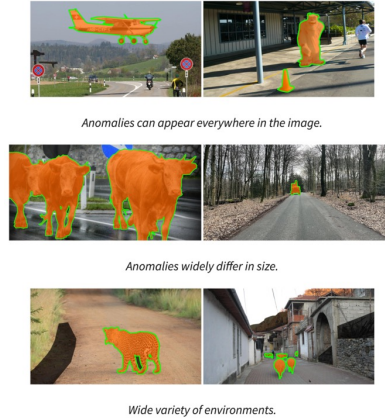 Anomalies can appear everywhere in the image.
Anomalies widely differ in size.
Wide variety of environments.